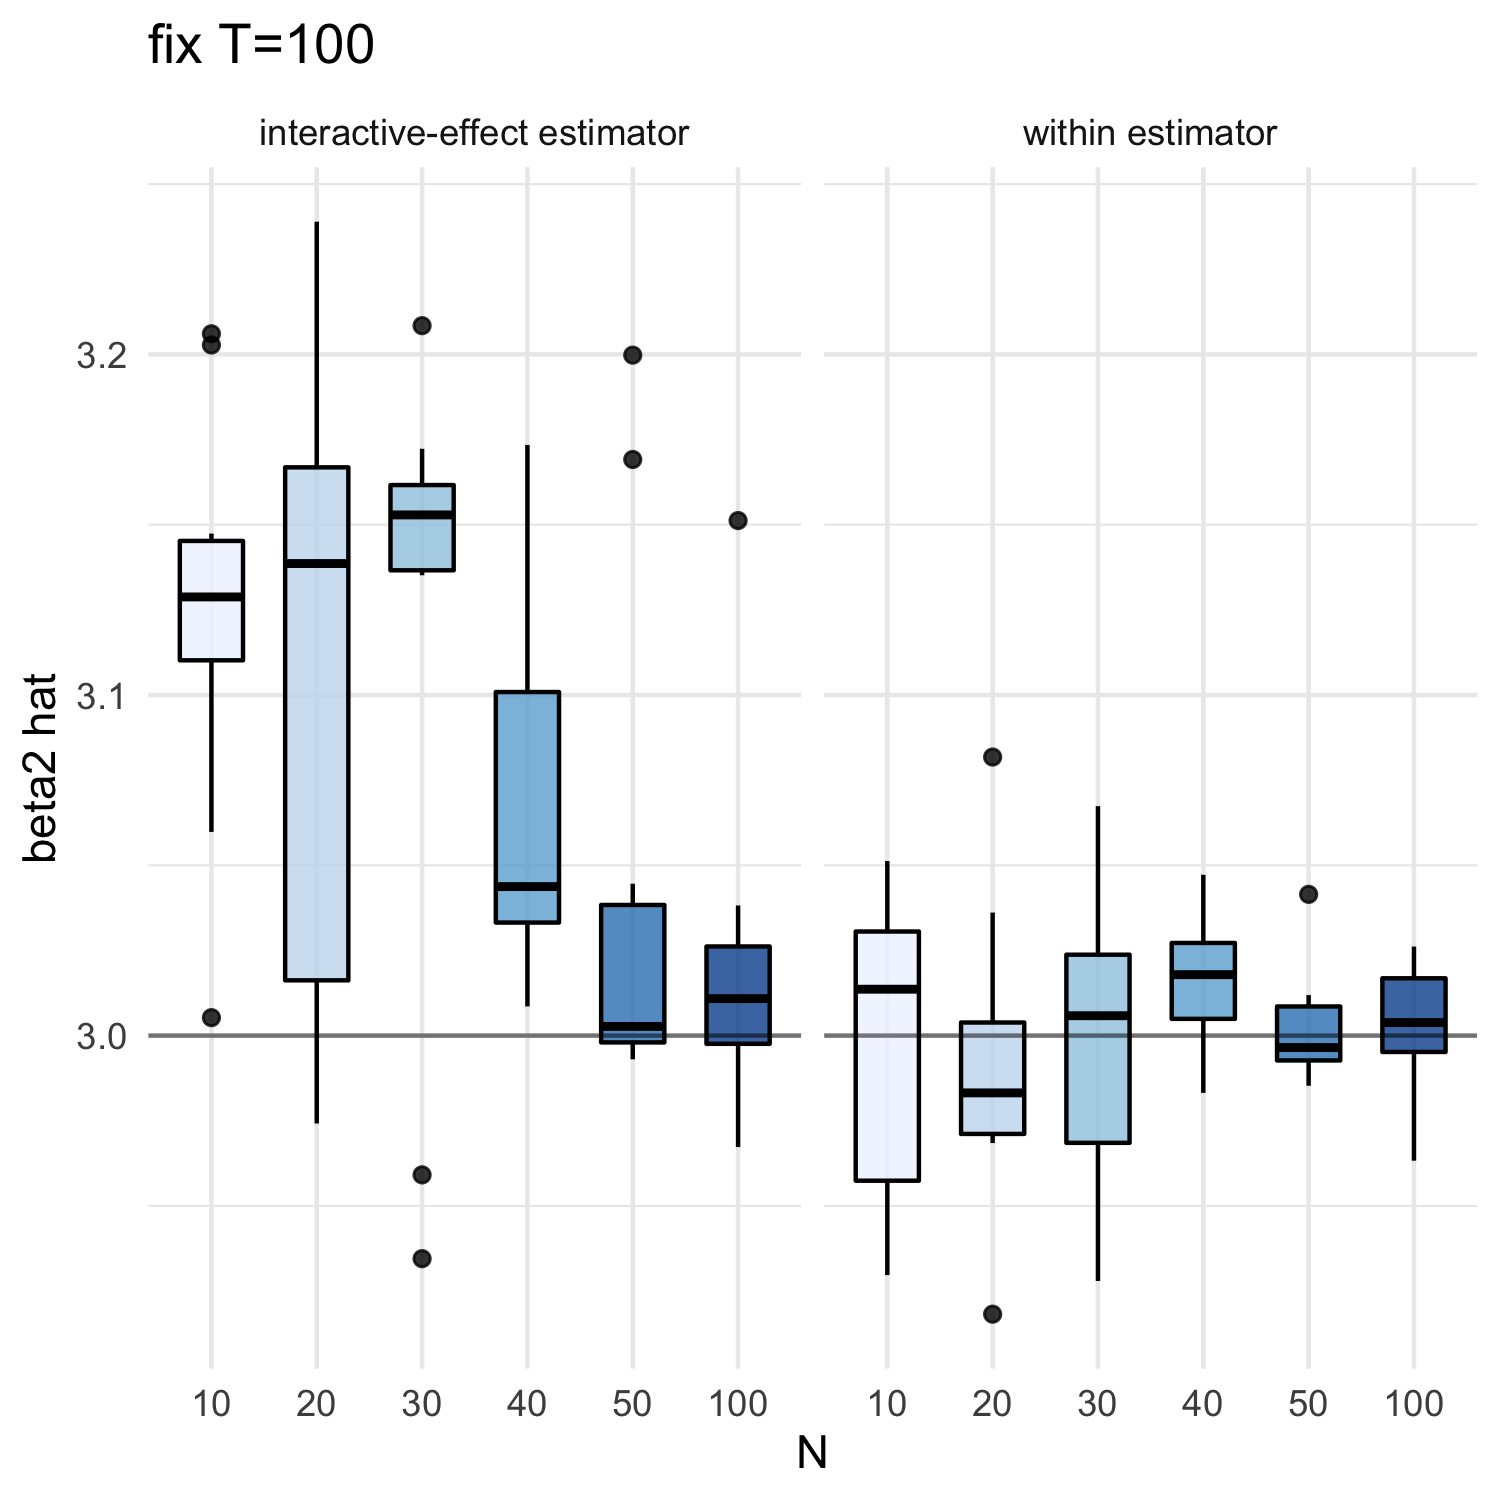 fix T=100
interactive-effect estimator within estimator
3.2
3.1
3.0
beta2 hat
10 20 30 40 50 100 10 20 30 40 50 100
N